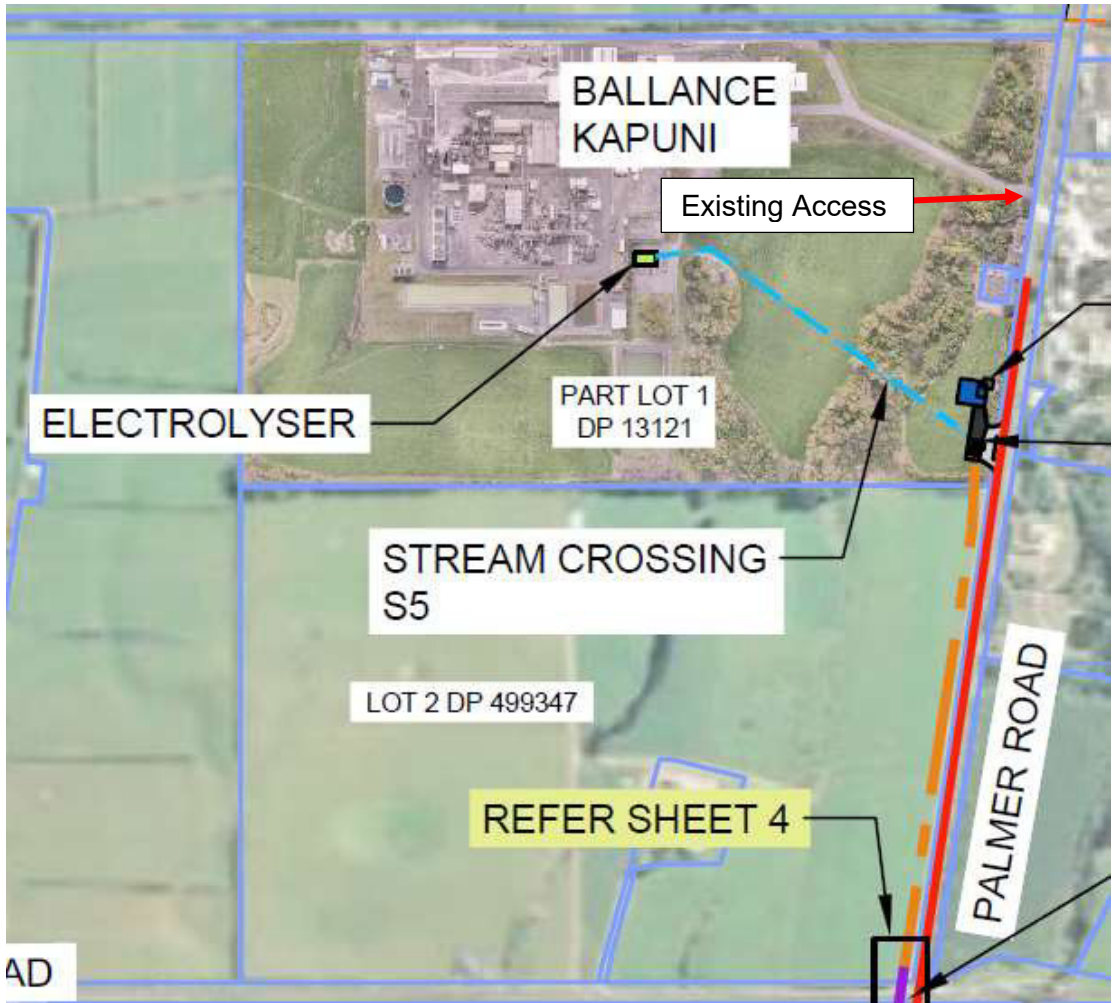 BALLANCE
KAPUNI
Existing Access
ELECTROLYSER
PART LOT 1
DP 13121
STREAM CROSSING
S5
LOT 2 DP 499347
PALMER ROAD
REFER SHEET 4
AD